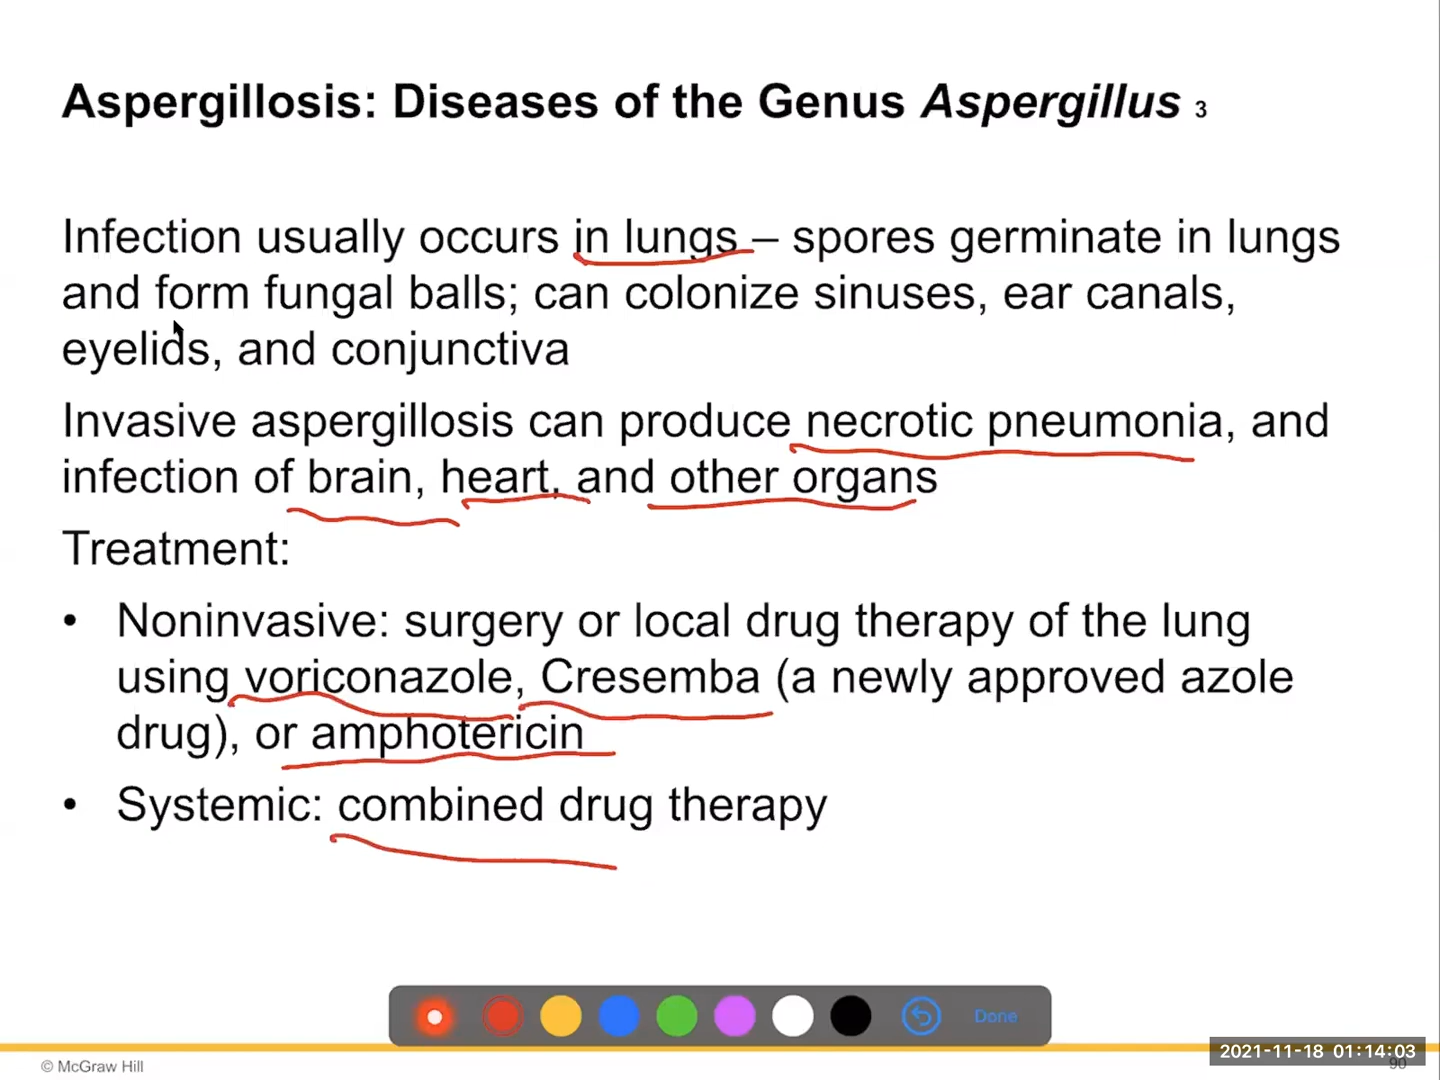 Aspergillosis: Diseases of the Genus Aspergillus 3
Infection usually occurs in lungs – spores germinate in lungs
and form fungal balls; can colonize sinuses, ear canals,
eyelids, and conjunctiva
Invasive aspergillosis can produce necrotic pneumonia, and
infection of brain, heart, and other organs
Treatment:
• Noninvasive: surgery or local drug therapy of the lung
using voriconazole, Cresemba (a newly approved azole
drug), or amphotericin
• Systemic: combined drug therapy
Done
2021-11-18 01:14:03
© McGraw Hill
90